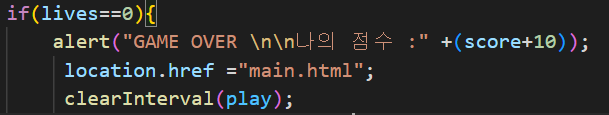 if(lives==0){
alert("GAME OVER \n\n나의 점수 :" +(score+10));
location.href ="main.html";
clearInterval(play);